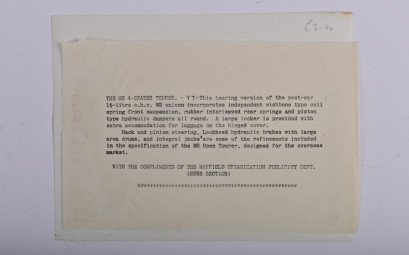 THE MG 4-SEATER TOURER. - YT-This touring version of the post-war
1¼-litre o.h.v. MG saloon incorporates independent wishbone type coil
spring front suspension, rubber interleaved rear springs and piston
type hydraulic dampers all round. A large locker is provided with
extra accommodation for luggage on the hinged cover.
Rack and pinion steering, Lockheed hydraulic brakes with large
area drums, and integral jacks are some of the refinements included
in the specification of the MG Open Tourer, designed for the overseas
market.
WITH THE COMPLIMENTS OF THE NUFFIELD ORGANIZATION PUBLICITY DEPT.
(NEWS SECTION)